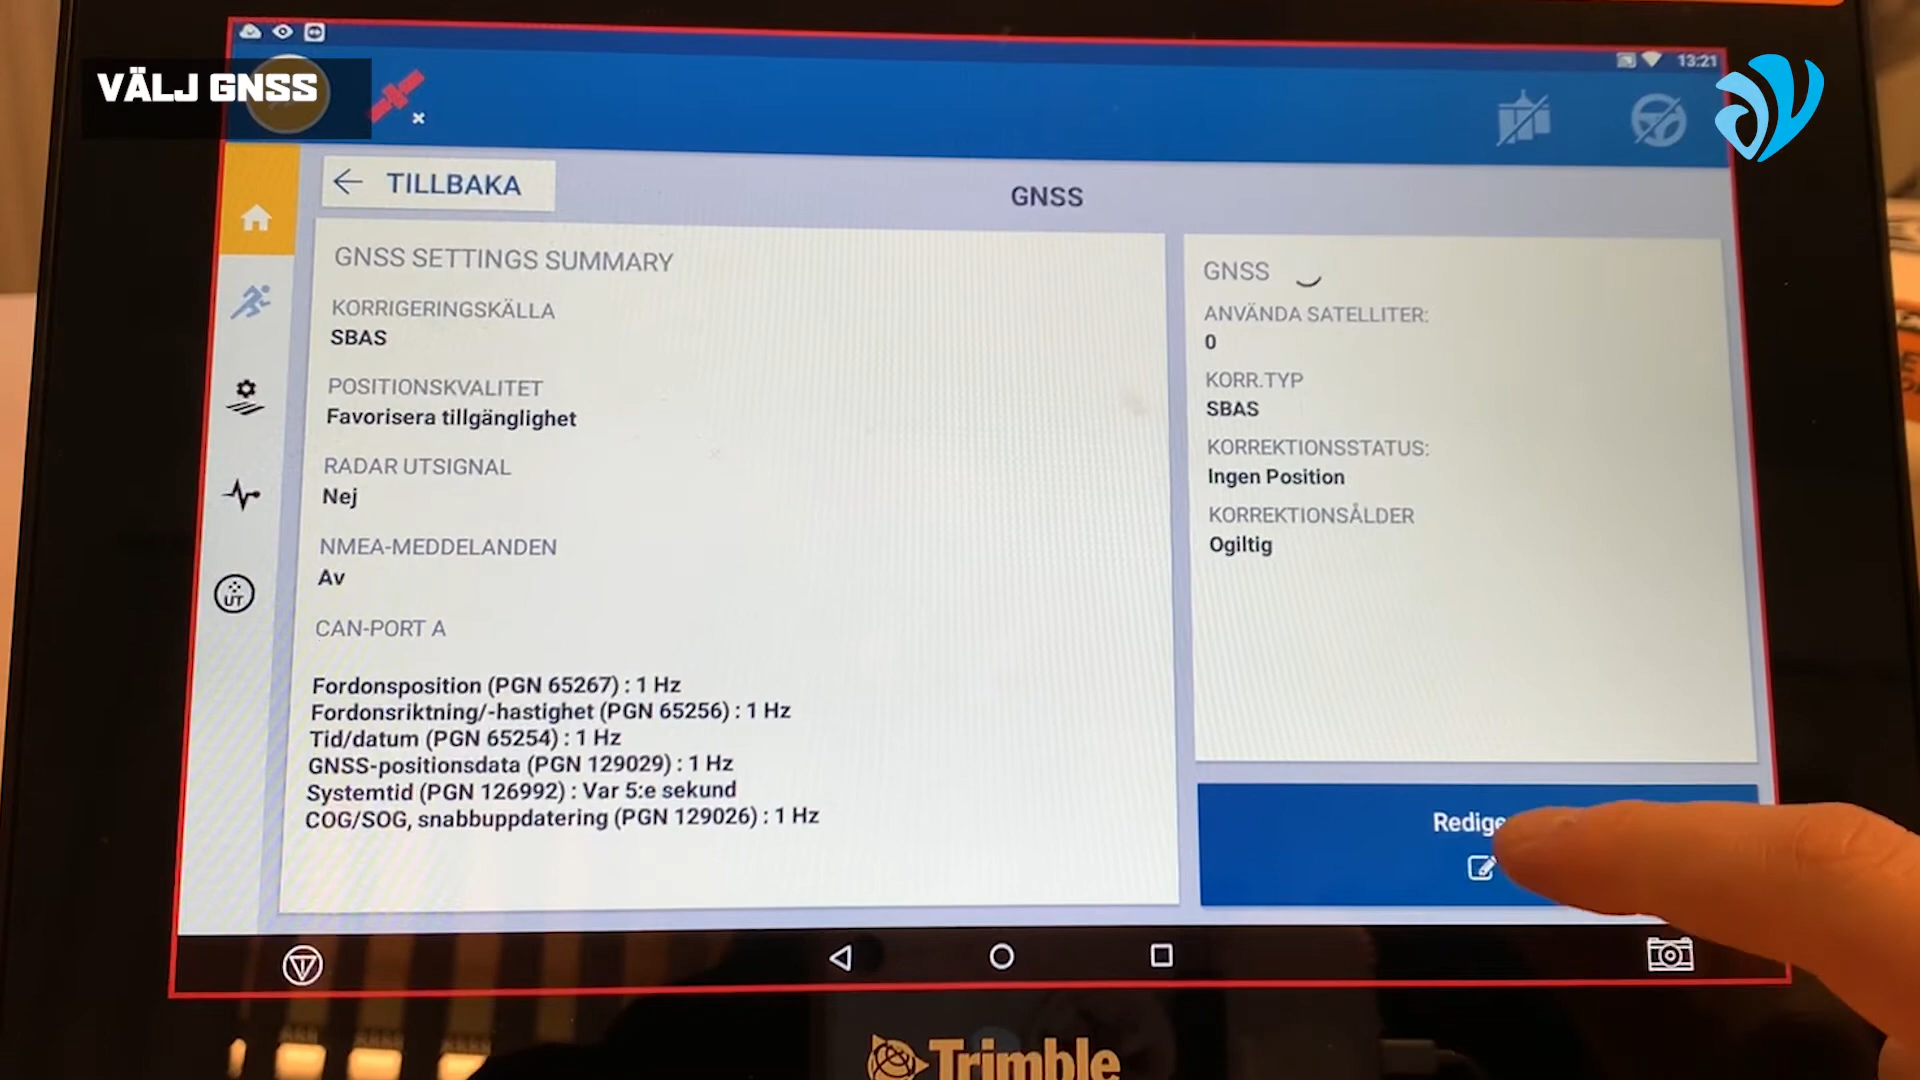 VÄLJ GNSS
13:21
TILLBAKA
GNSS
GNSS SETTINGS SUMMARY
KORRIGERINGSKÄLLA
SBAS
POSITIONSKVALITET
Favorisera tillgänglighet
RADAR UTSIGNAL
Nej
NMEA-MEDDELANDEN
Av
CAN-PORT A
Fordonsposition (PGN 65267) : 1 Hz
Fordonsriktning/-hastighet (PGN 65256) : 1 Hz
Tid/datum (PGN 65254) : 1 Hz
GNSS-positionsdata (PGN 129029) : 1 Hz
Systemtid (PGN 126992) : Var 5:e sekund
COG/SOG, snabbuppdatering (PGN 129026) : 1 Hz
GNSS
ANVÄNDA SATELLITER:
0
KORR.TYP
SBAS
KORREKTIONSSTATUS:
Ingen Position
KORREKTIONSÅLDER
Ogiltig
UT
Trimble